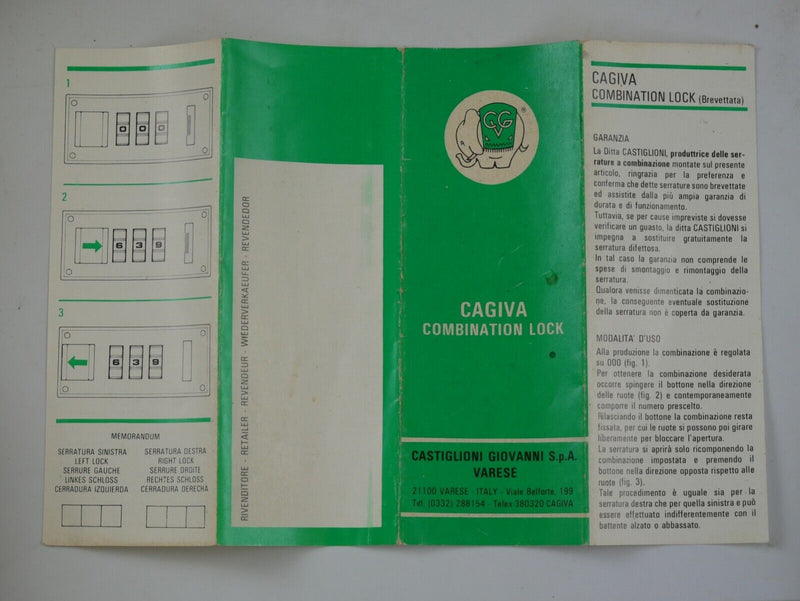 1
0 0 0
2
6 3 9
3
6 3 9
MEMORANDUM
SERRATURA SINISTRA
LEFT LOCK
SERRURE GAUCHE
LINKES SCHLOSS
CERRADURA IZQUIERDA
SERRATURA DESTRA
RIGHT LOCK
SERRURE DROITE
RECHTES SCHLOSS
CERRADURA DERECHA
RIVENDITORE - RETAILER - REVENDEUR - WIEDERVERKAEUFER - REVENDEDOR
CGV
®
CAGIVA
COMBINATION LOCK
CASTIGLIONI GIOVANNI S.p.A.
VARESE
21100 VARESE - ITALY - Viale Belforte, 199
Tel. (0332) 288154 - Telex 380320 CAGIVA
CAGIVA
COMBINATION LOCK (Brevettata)
GARANZIA
La Ditta CASTIGLIONI, produttrice delle ser-
rature a combinazione montate sul presente
articolo, ringrazia per la preferenza e
conferma che dette serrature sono brevettate
ed assistite dalla più ampia garanzia di
durata e di funzionamento.
Tuttavia, se per cause impreviste si dovesse
verificare un guasto, la ditta CASTIGLIONI si
impegna a sostituire gratuitamente la
serratura difettosa.
In tal caso la garanzia non comprende le
spese di smontaggio e rimontaggio della
serratura.
Qualora venisse dimenticata la combinazio-
ne, la conseguente eventuale sostituzione
della serratura non è coperta da garanzia.
MODALITA' D'USO
Alla produzione la combinazione è regolata
su 000 (fig. 1).
Per ottenere la combinazione desiderata
occorre spingere il bottone nella direzione
delle ruote (fig. 2) e contemporaneamente
comporre il numero prescelto.
Rilasciando il bottone la combinazione resta
fissata, per cui le ruote si possono poi girare
liberamente per bloccare l'apertura.
La serratura si aprirà solo ricomponendo la
combinazione impostata e premendo il
bottone nella direzione opposta rispetto alle
ruote (fig. 3).
Tale procedimento è uguale sia per la
serratura destra che per quella sinistra e può
essere effettuato indifferentemente con il
battente alzato o abbassato.